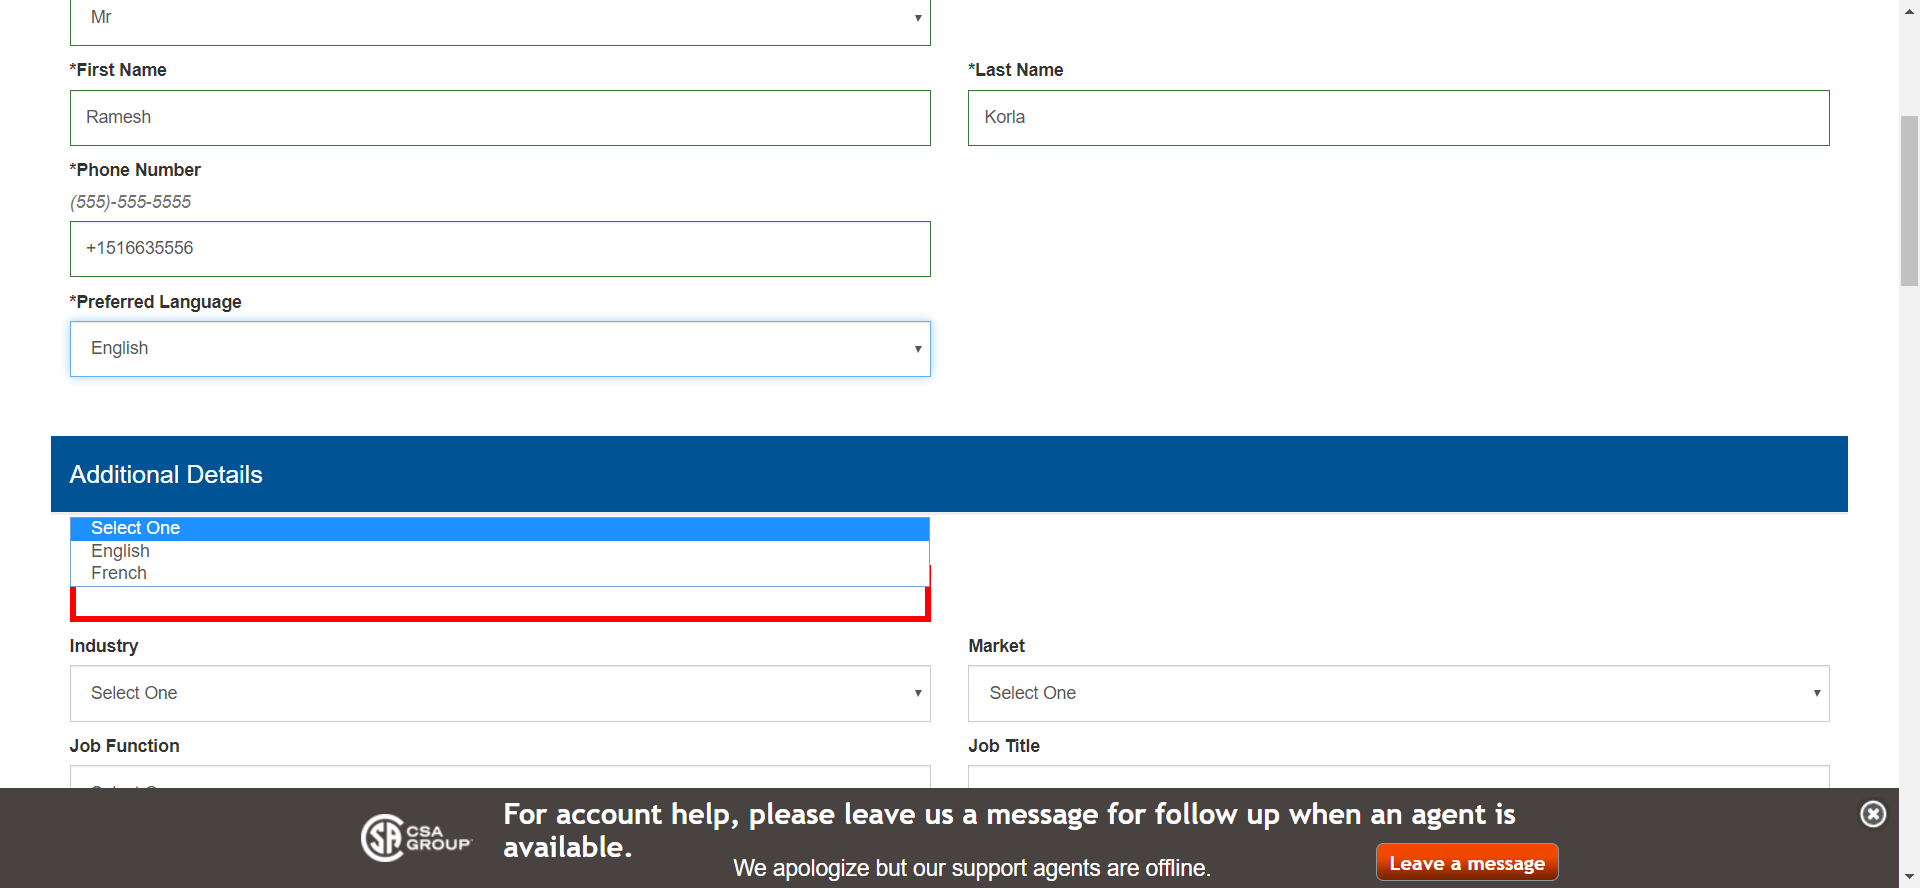 Mr
*First Name
*Last Name
Ramesh
Korla
*Phone Number
(555)-555-5555
+1516635556
*Preferred Language
English
Additional Details
Select One
English
French
Industry
Market
Select One
Select One
Job Function
Job Title
CSA GROUP
For account help, please leave us a message for follow up when an agent is
available.
We apologize but our support agents are offline.
Leave a message